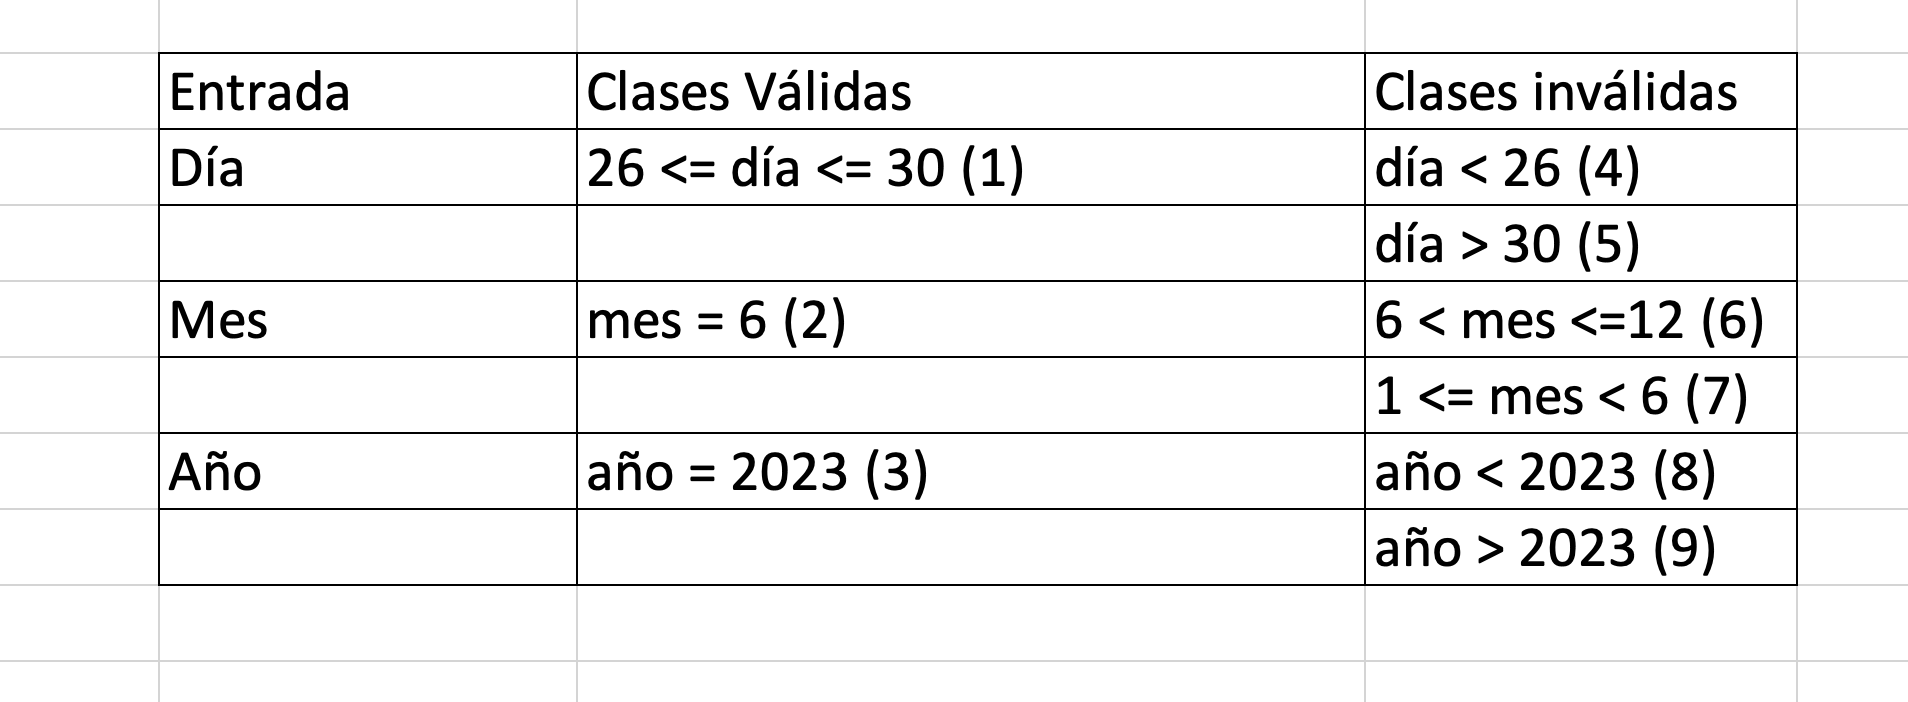 Entrada Clases Válidas Clases inválidas
Día 26 <= día <= 30 (1) día < 26 (4)
día > 30 (5)
Mes mes = 6 (2) 6 < mes <=12 (6)
1 <= mes < 6 (7)
Año año = 2023 (3) año < 2023 (8)
año > 2023 (9)